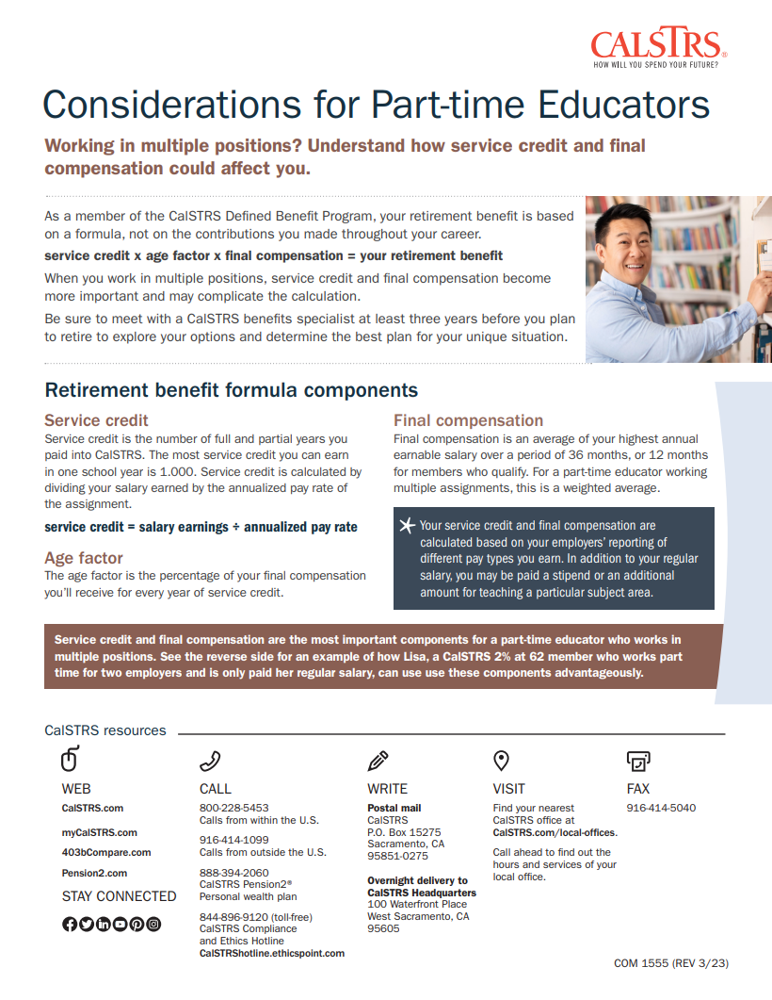 CALSTRS®
HOW WILL YOU SPEND YOUR FUTURE?
Considerations for Part-time Educators
Working in multiple positions? Understand how service credit and final
compensation could affect you.
As a member of the CalSTRS Defined Benefit Program, your retirement benefit is based
on a formula, not on the contributions you made throughout your career.
service credit x age factor x final compensation = your retirement benefit
When you work in multiple positions, service credit and final compensation become
more important and may complicate the calculation.
Be sure to meet with a CalSTRS benefits specialist at least three years before you plan
to retire to explore your options and determine the best plan for your unique situation.
Retirement benefit formula components
Service credit
Service credit is the number of full and partial years you
paid into CalSTRS. The most service credit you can earn
in one school year is 1.000. Service credit is calculated by
dividing your salary earned by the annualized pay rate of
the assignment.
service credit = salary earnings ÷ annualized pay rate
Age factor
The age factor is the percentage of your final compensation
you'll receive for every year of service credit.
Final compensation
Final compensation is an average of your highest annual
earnable salary over a period of 36 months, or 12 months
for members who qualify. For a part-time educator working
multiple assignments, this is a weighted average.
Your service credit and final compensation are
calculated based on your employers' reporting of
different pay types you earn. In addition to your regular
salary, you may be paid a stipend or an additional
amount for teaching a particular subject area.
Service credit and final compensation are the most important components for a part-time educator who works in
multiple positions. See the reverse side for an example of how Lisa, a CalSTRS 2% at 62 member who works part
time for two employers and is only paid her regular salary, can use use these components advantageously.
CalSTRS resources
WEB
CalSTRS.com
myCalSTRS.com
403bCompare.com
Pension2.com
STAY CONNECTED
CALL
800-228-5453
Calls from within the U.S.
916-414-1099
Calls from outside the U.S.
888-394-2060
CalSTRS Pension2®
Personal wealth plan
844-896-9120 (toll-free)
CalSTRS Compliance
and Ethics Hotline
CalSTRShotline.ethicspoint.com
WRITE
Postal mail
CalSTRS
P.O. Box 15275
Sacramento, CA
95851-0275
Overnight delivery to
CalSTRS Headquarters
100 Waterfront Place
West Sacramento, CA
95605
VISIT
Find your nearest
CalSTRS office at
CalSTRS.com/local-offices.
Call ahead to find out the
hours and services of your
local office.
FAX
916-414-5040
COM 1555 (REV 3/23)